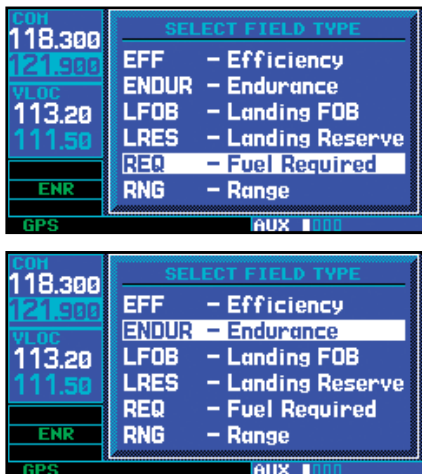 COM
118.300
121.900
VLOC
113.20
111.50
ENR
GPS
SELECT FIELD TYPE
EFF – Efficiency
ENDUR – Endurance
LFOB – Landing FOB
LRES – Landing Reserve
REQ – Fuel Required
RNG – Range
AUX
COM
118.300
121.900
VLOC
113.20
111.50
ENR
GPS
SELECT FIELD TYPE
EFF – Efficiency
ENDUR – Endurance
LFOB – Landing FOB
LRES – Landing Reserve
REQ – Fuel Required
RNG – Range
AUX